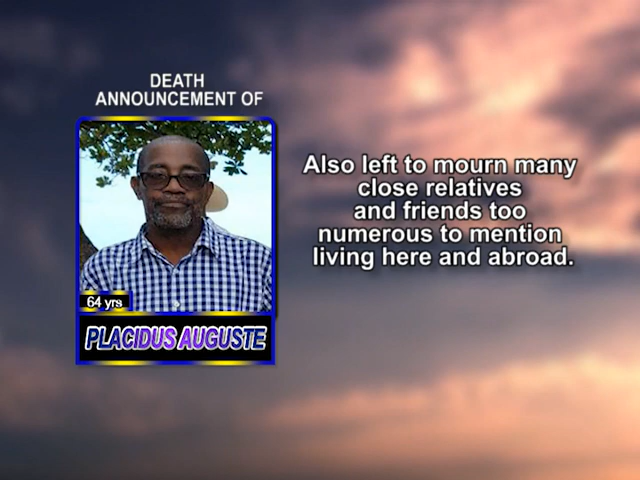 DEATH
ANNOUNCEMENT OF
64 yrs
PLACIDUS AUGUSTE
Also left to mourn many
close relatives
and friends too
numerous to mention
living here and abroad.